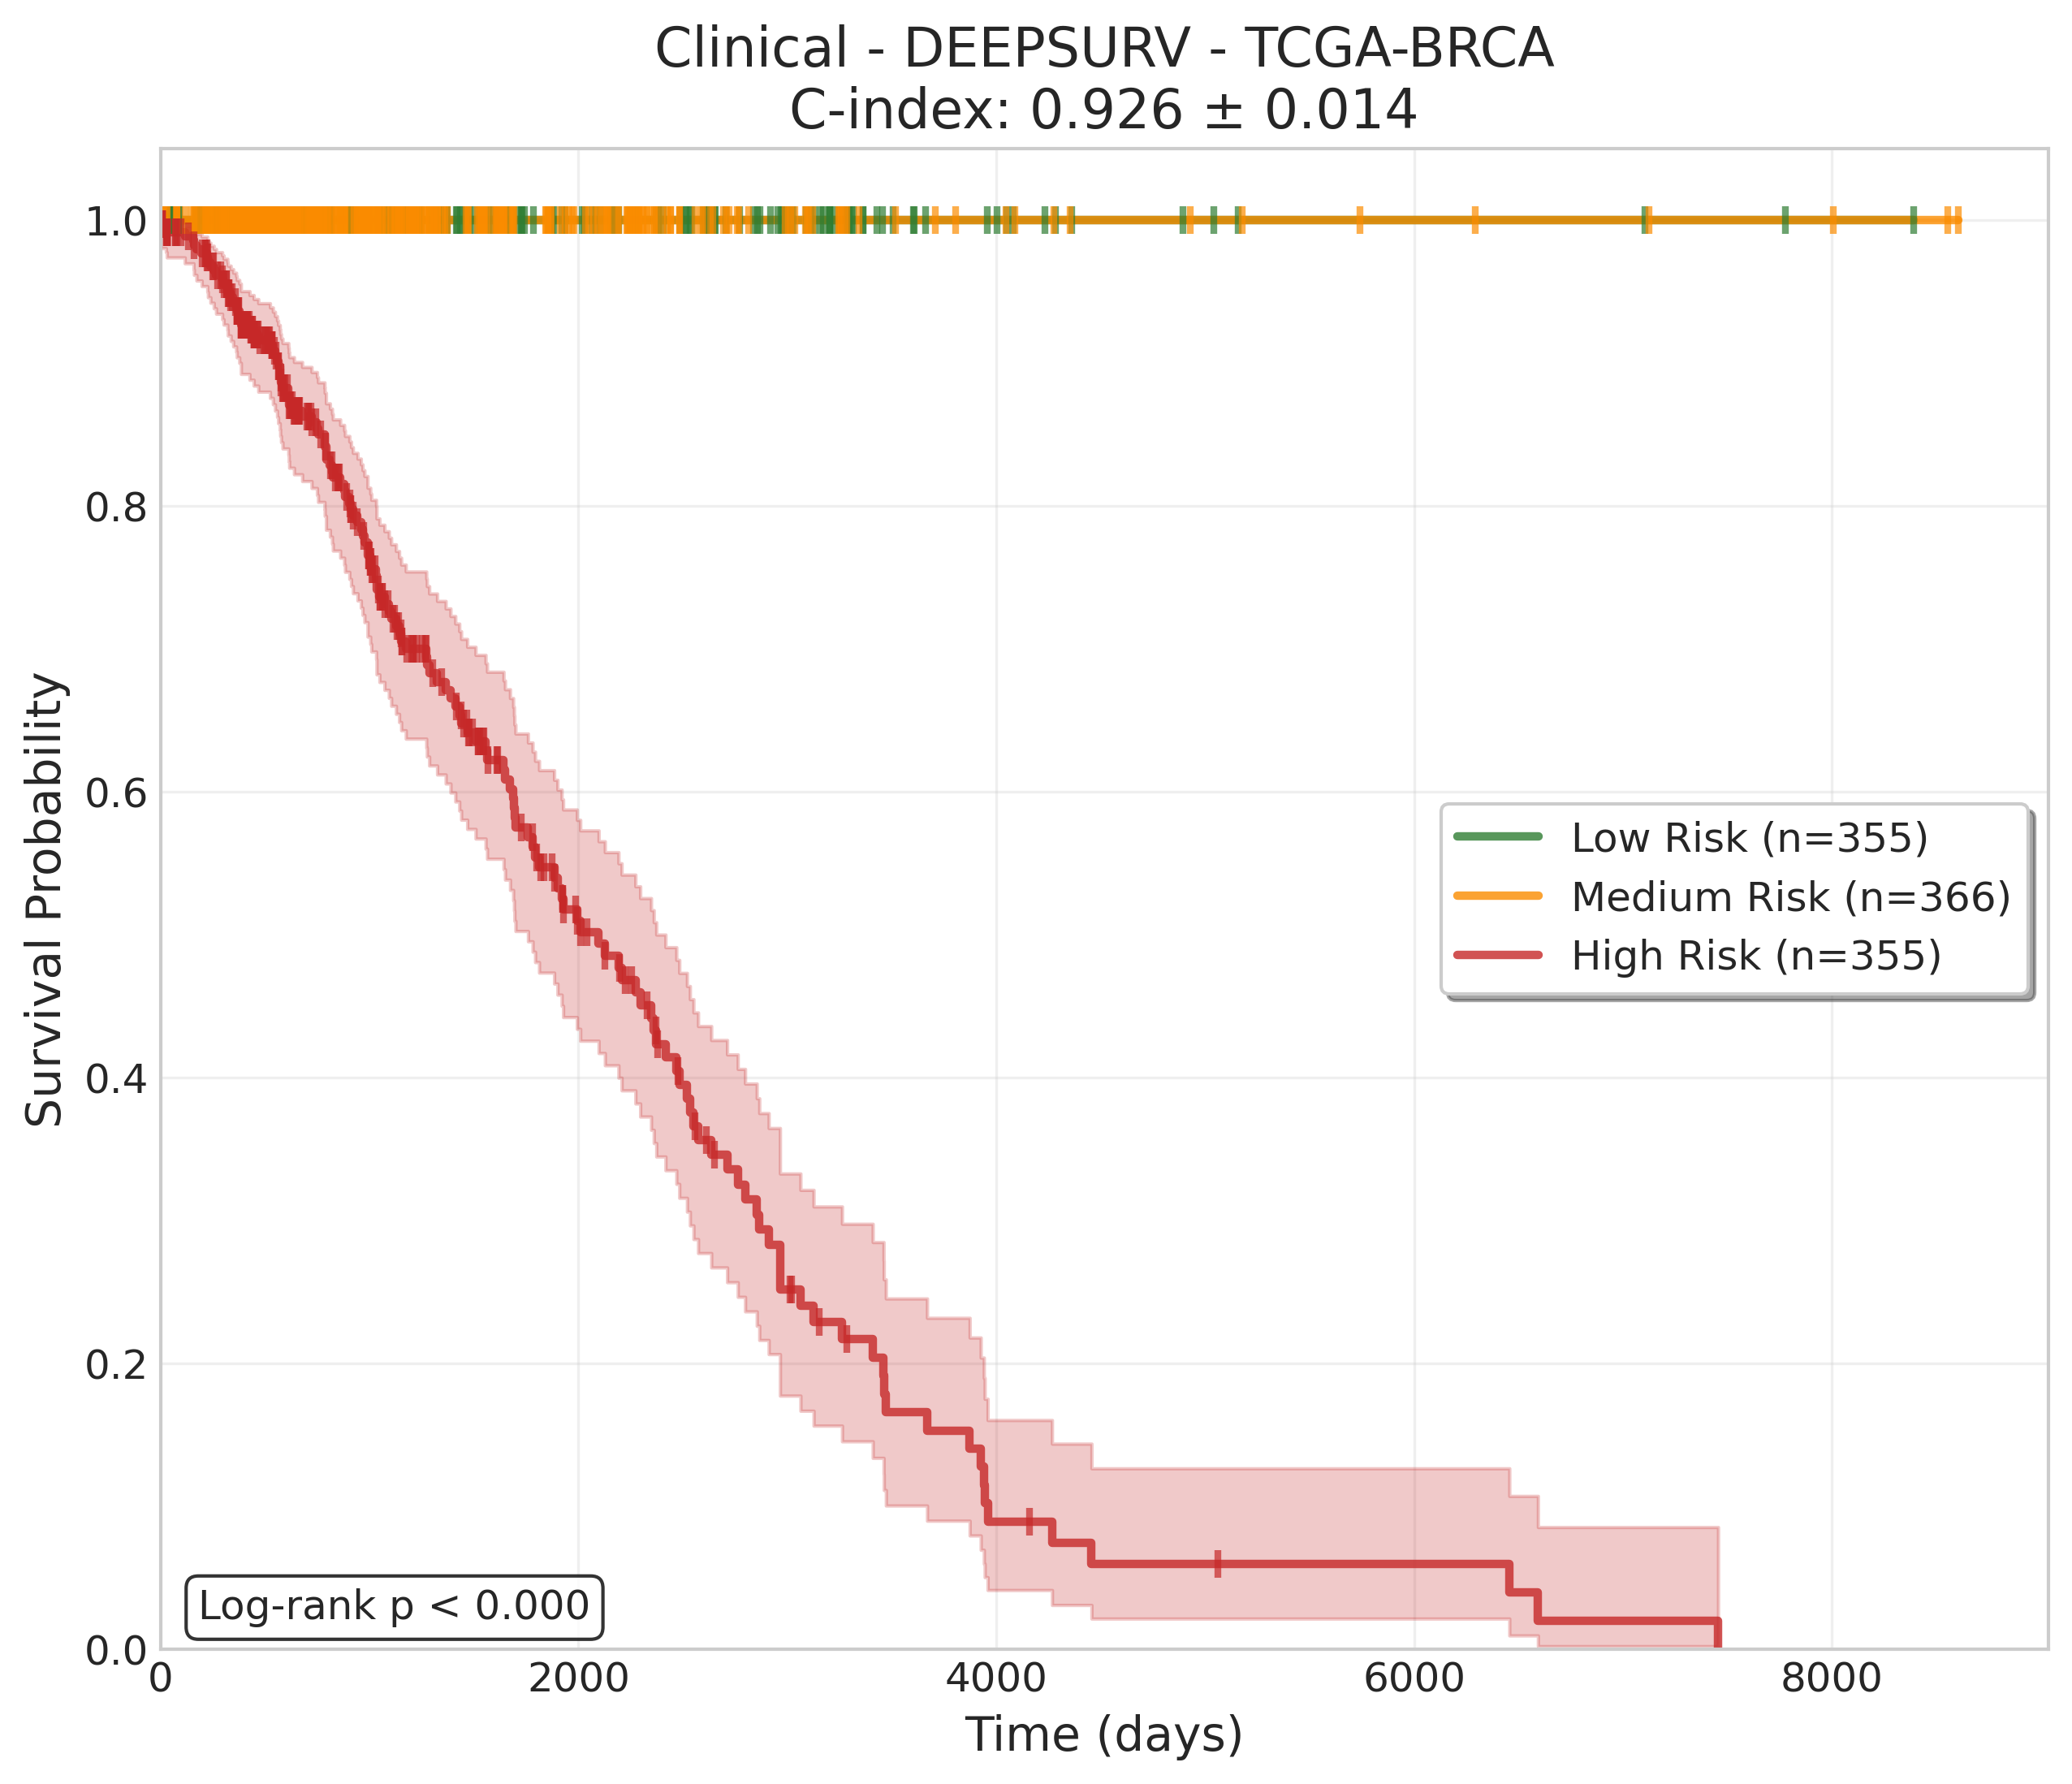 Clinical - DEEPSURV - TCGA-BRCA
C-index: 0.926 ± 0.014
Survival Probability
1.0
0.8
0.6
0.4
0.2
0.0
Low Risk (n=355)
Medium Risk (n=366)
High Risk (n=355)
Log-rank p < 0.000
0
2000
4000
6000
8000
Time (days)